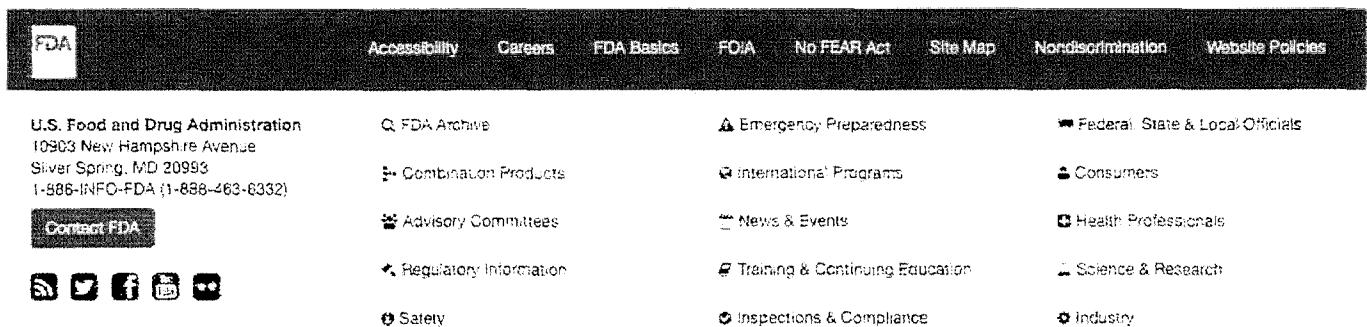 FDA
Accessibility Careers FDA Basics FOIA No FEAR Act Site Map Nondiscrimination Website Policies
U.S. Food and Drug Administration
10903 New Hampshire Avenue
Silver Spring, MD 20993
1-888-INFO-FDA (1-888-463-6332)
Contact FDA
FDA Archive
Combination Products
Advisory Committees
Regulatory Information
Safety
Emergency Preparedness
International Programs
News & Events
Training & Continuing Education
Inspections & Compliance
Federal, State & Local Officials
Consumers
Health Professionals
Science & Research
Industry